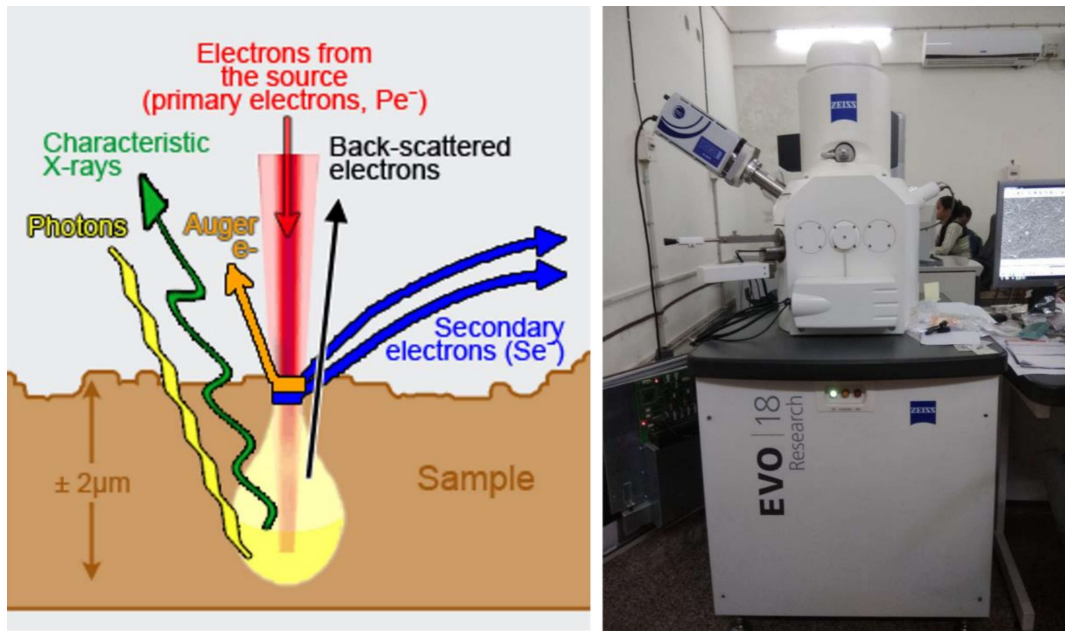 Electrons from
the source
(primary electrons, Pe⁻)
Characteristic
X-rays
Back-scattered
electrons
Photons
Auger
e-
Secondary
electrons (Se⁻)
± 2µm
Sample
ZEISS
EVO | 18
Research
ZEISS